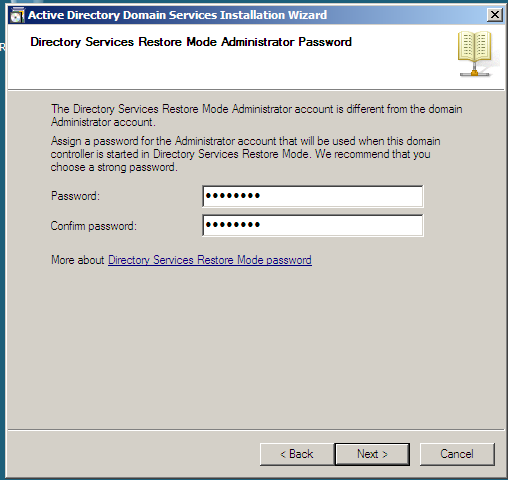 Active Directory Domain Services Installation Wizard
Directory Services Restore Mode Administrator Password
The Directory Services Restore Mode Administrator account is different from the domain
Administrator account.
Assign a password for the Administrator account that will be used when this domain
controller is started in Directory Services Restore Mode. We recommend that you
choose a strong password.
Password: ••••••••
Confirm password: ••••••••
More about Directory Services Restore Mode password
< Back Next > Cancel